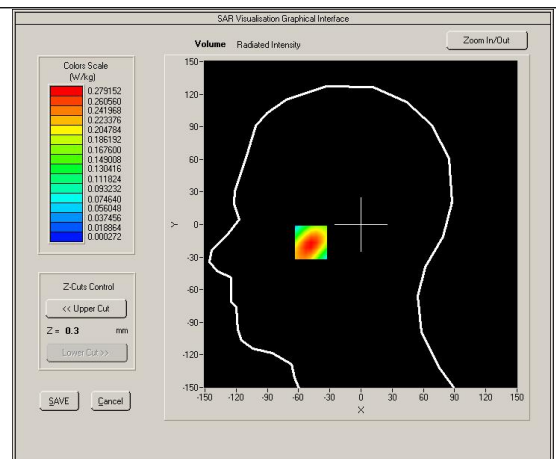 SAR Visualisation Graphical Interface
Volume Radiated Intensity
Zoom In/Out
Colors Scale
(W/kg)
0.279152
0.260560
0.241968
0.223376
0.204784
0.186192
0.167600
0.149008
0.130416
0.111824
0.093232
0.074640
0.056048
0.037456
0.018864
0.000272
Z-Cuts Control
<< Upper Cut
Z = 0.3 mm
Lower Cut >>
SAVE Cancel
150
120
90
60
30
0
-30
-60
-90
-120
-150
Y
-150 -120 -90 -60 -30 0 30 60 90 120 150
X